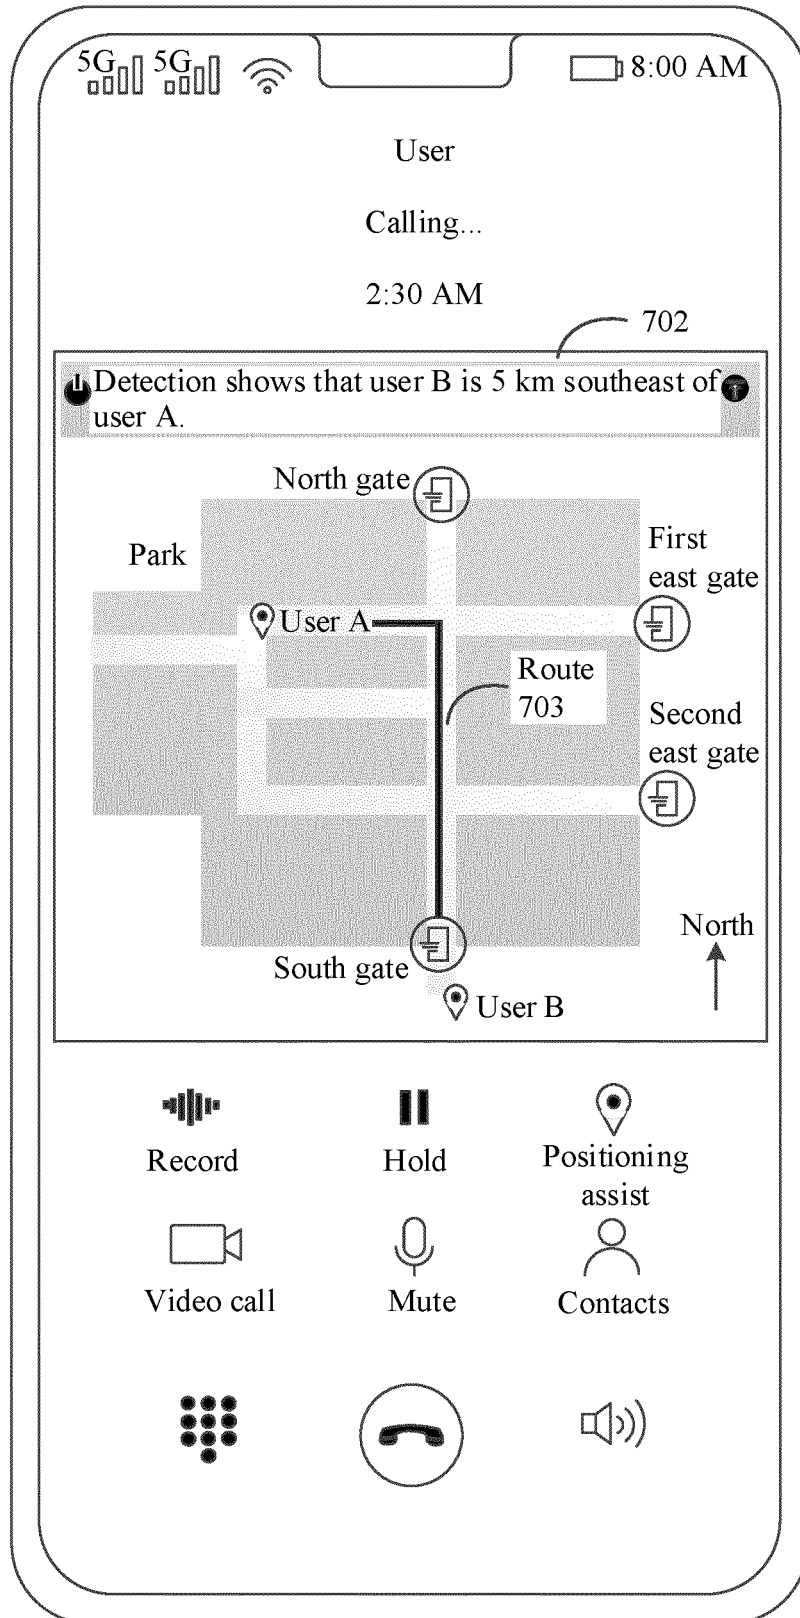 5G 5G 8:00 AM
User
Calling...
2:30 AM
702
Detection shows that user B is 5 km southeast of
user A.
North gate
Park
First
east gate
User A
Route
703
Second
east gate
North
South gate
User B
Record
Hold
Positioning
assist
Video call
Mute
Contacts